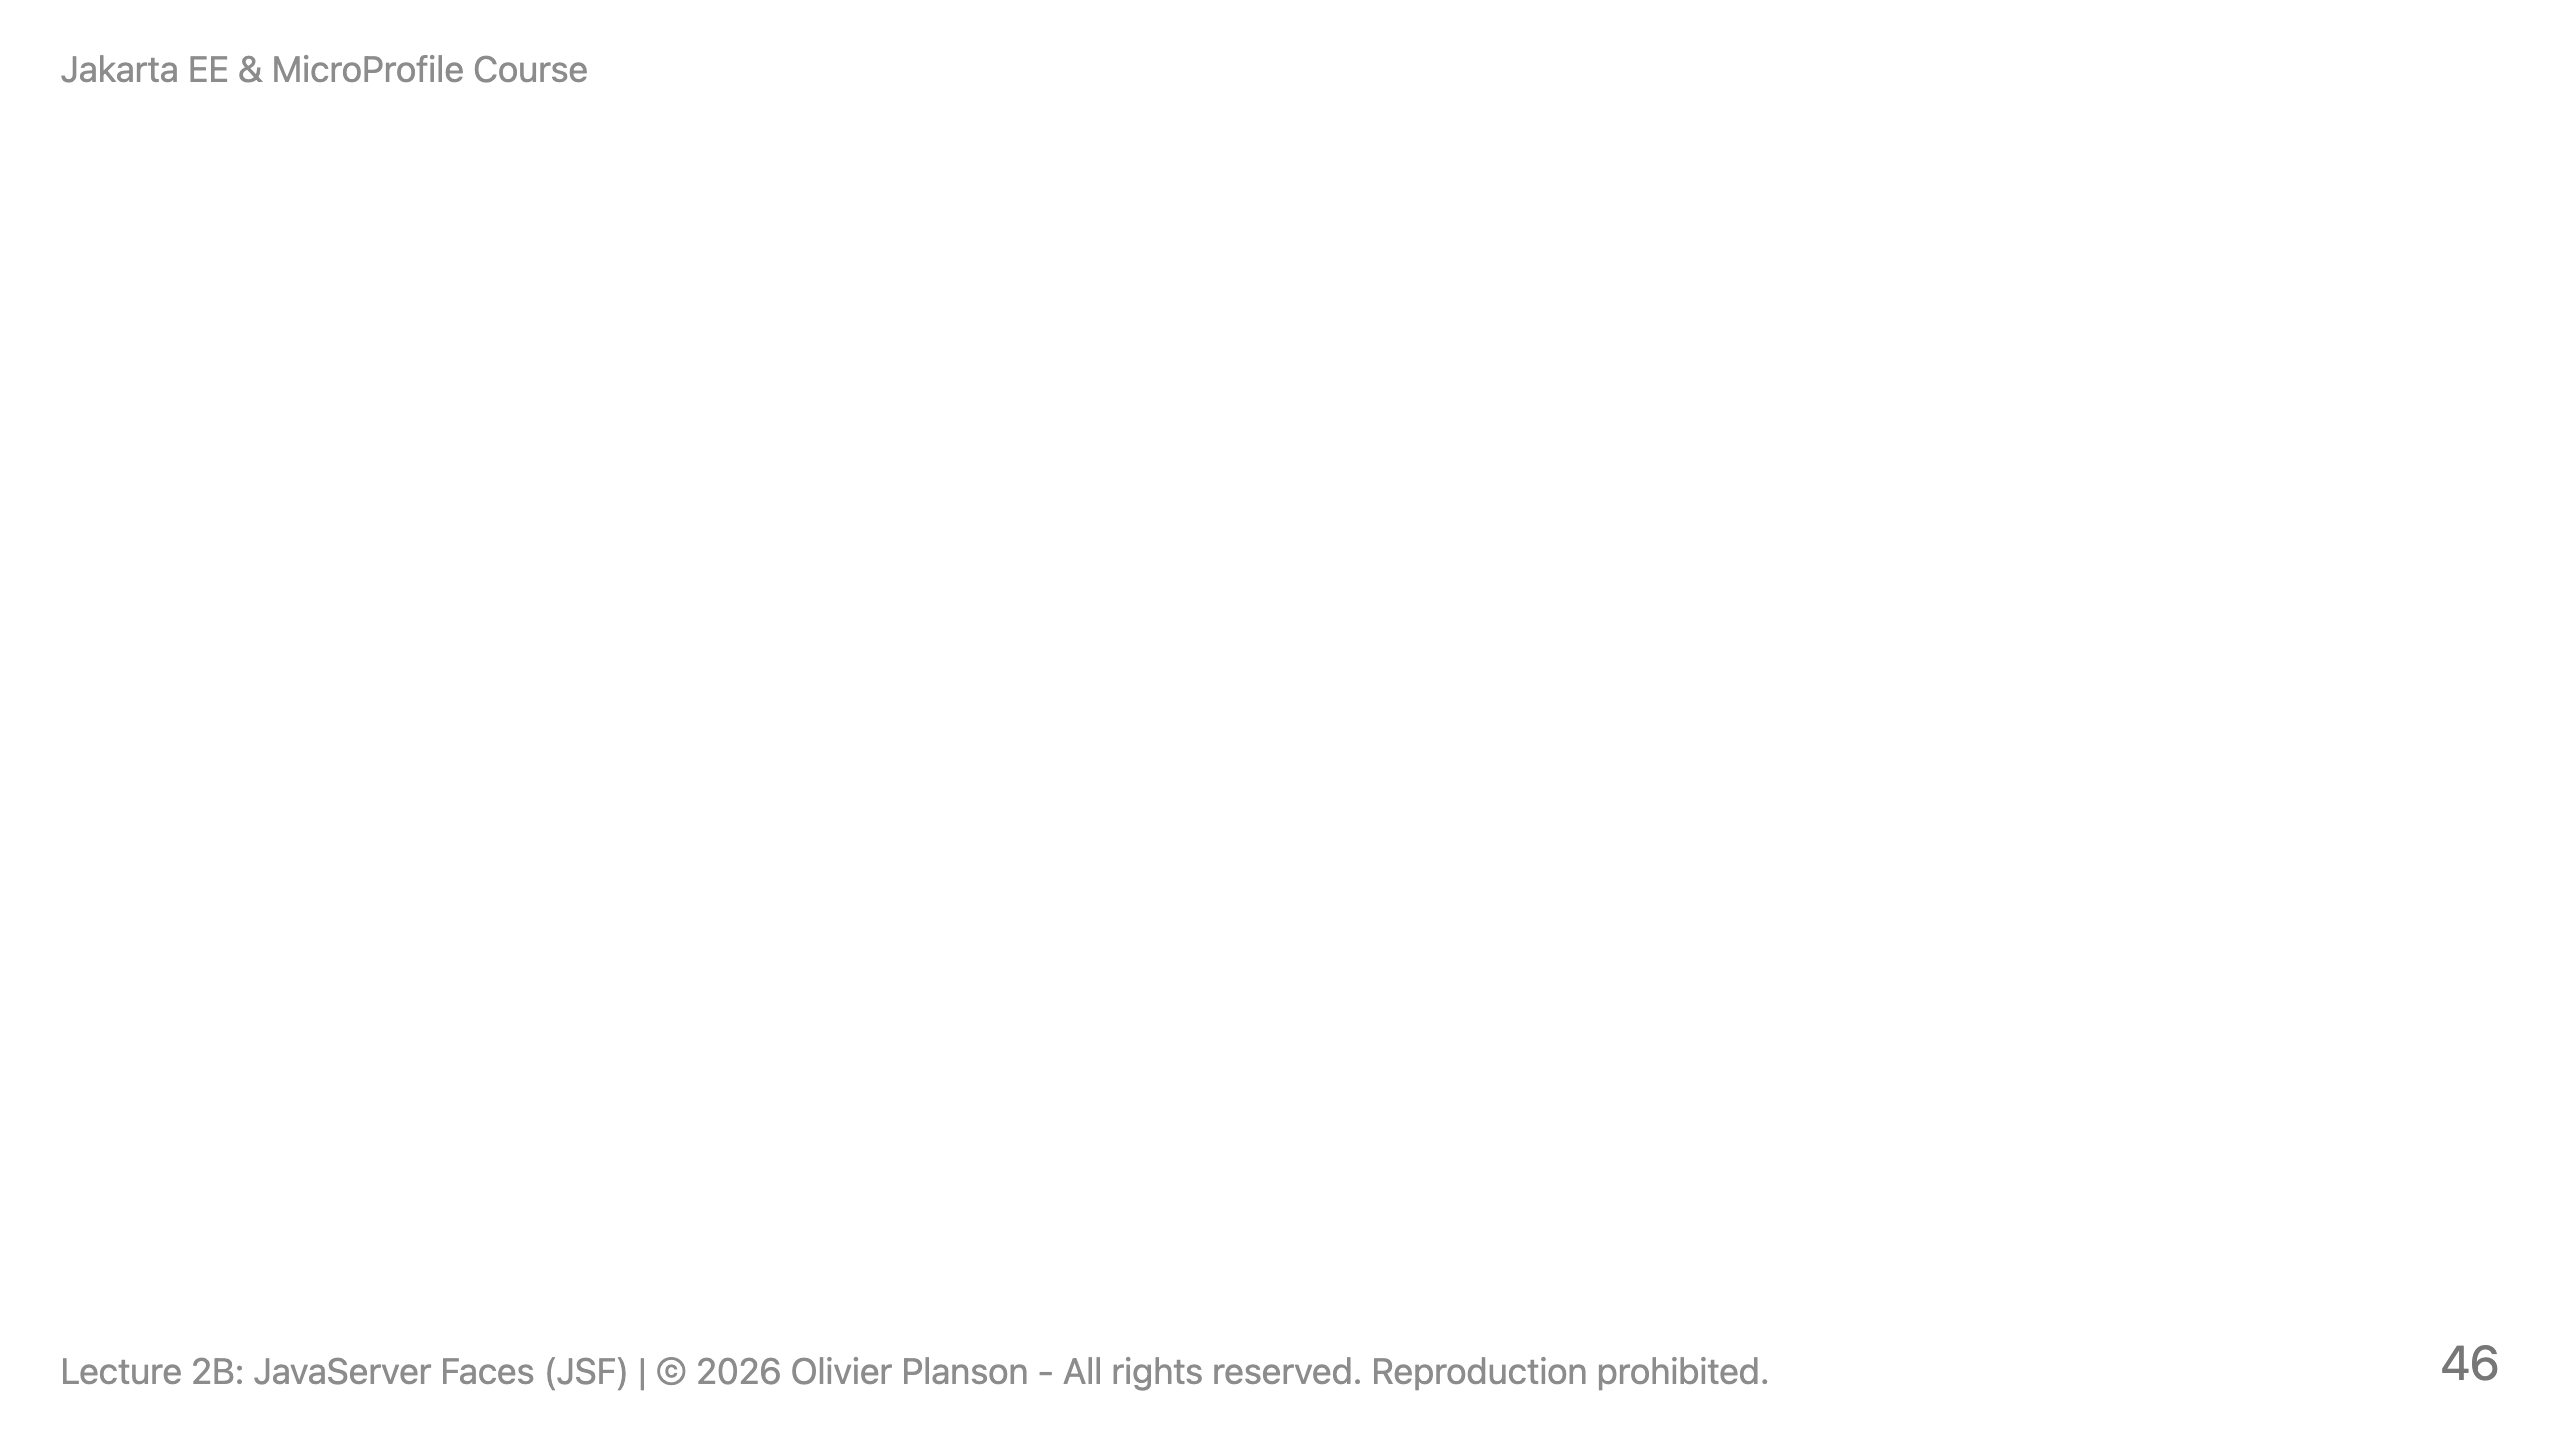 Jakarta EE & MicroProfile Course
Lecture 2B: JavaServer Faces (JSF) | © 2026 Olivier Planson - All rights reserved. Reproduction prohibited.
46